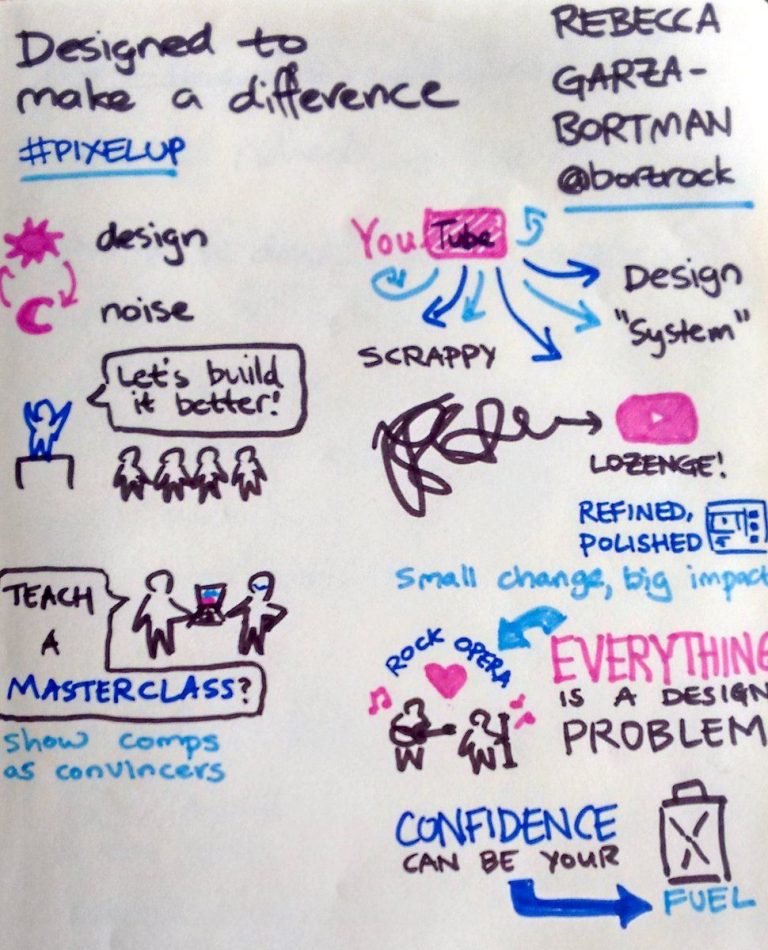 Designed to
make a difference
#PIXELUP
REBECCA
GARZA-
BORTMAN
@bortrock
design
noise
Let's build
it better!
TEACH
A
MASTERCLASS?
Show comps
as convincers
YouTube
Design
"System"
SCRAPPY
LOZENGE!
REFINED,
POLISHED
Small change, big impact
ROCK OPERA
EVERYTHING
IS A DESIGN
PROBLEM
CONFIDENCE
CAN BE YOUR
FUEL